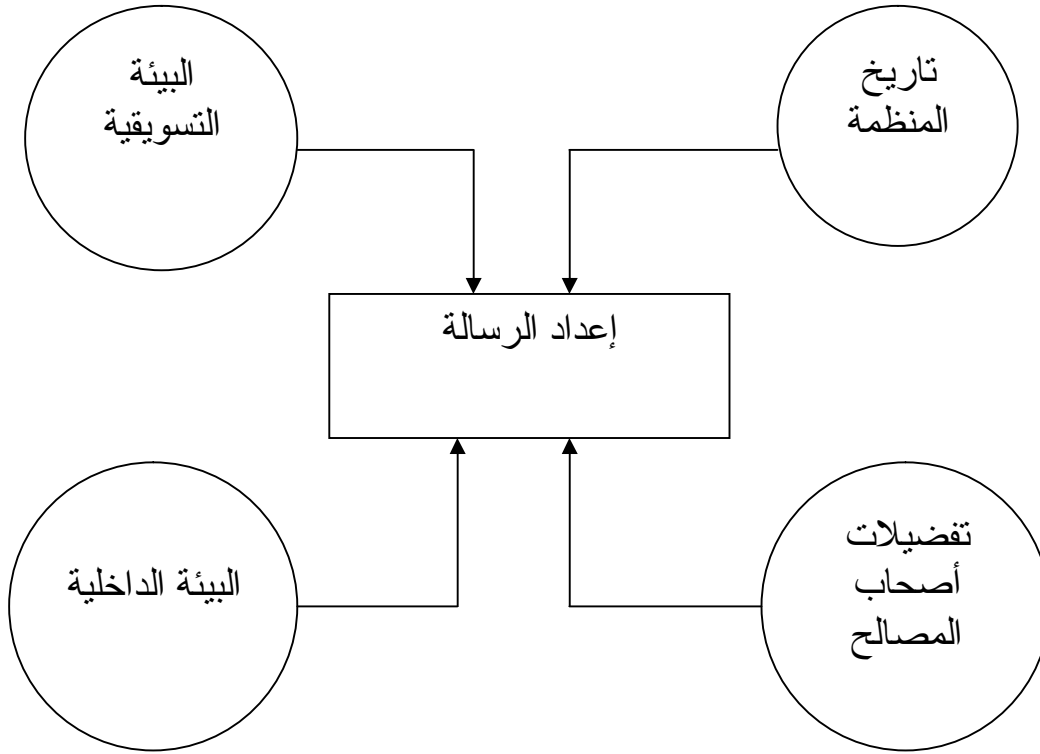 تاريخ
المنظمة
البيئة
التسويقية
إعداد الرسالة
تفضيلات
أصحاب
المصالح
البيئة الداخلية